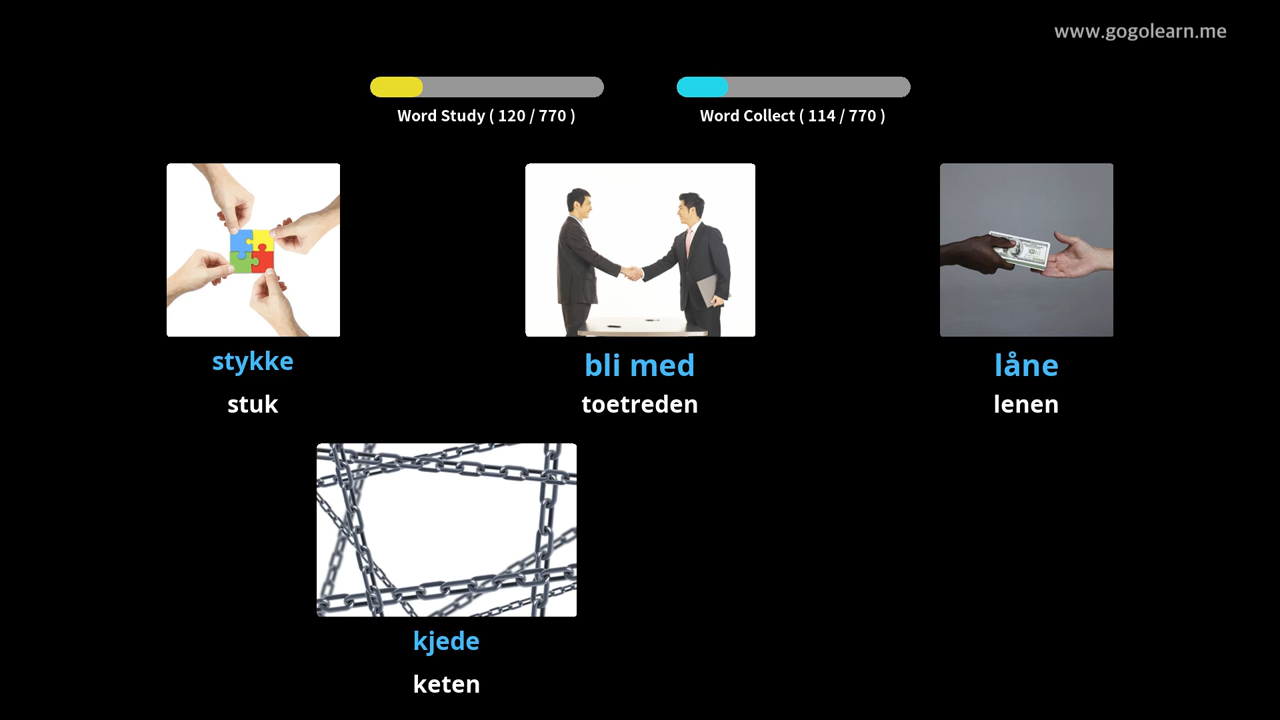 www.gogolearn.me
Word Study ( 120 / 770 )
Word Collect ( 114 / 770 )
stykke
stuk
bli med
toetreden
låne
lenen
kjede
keten